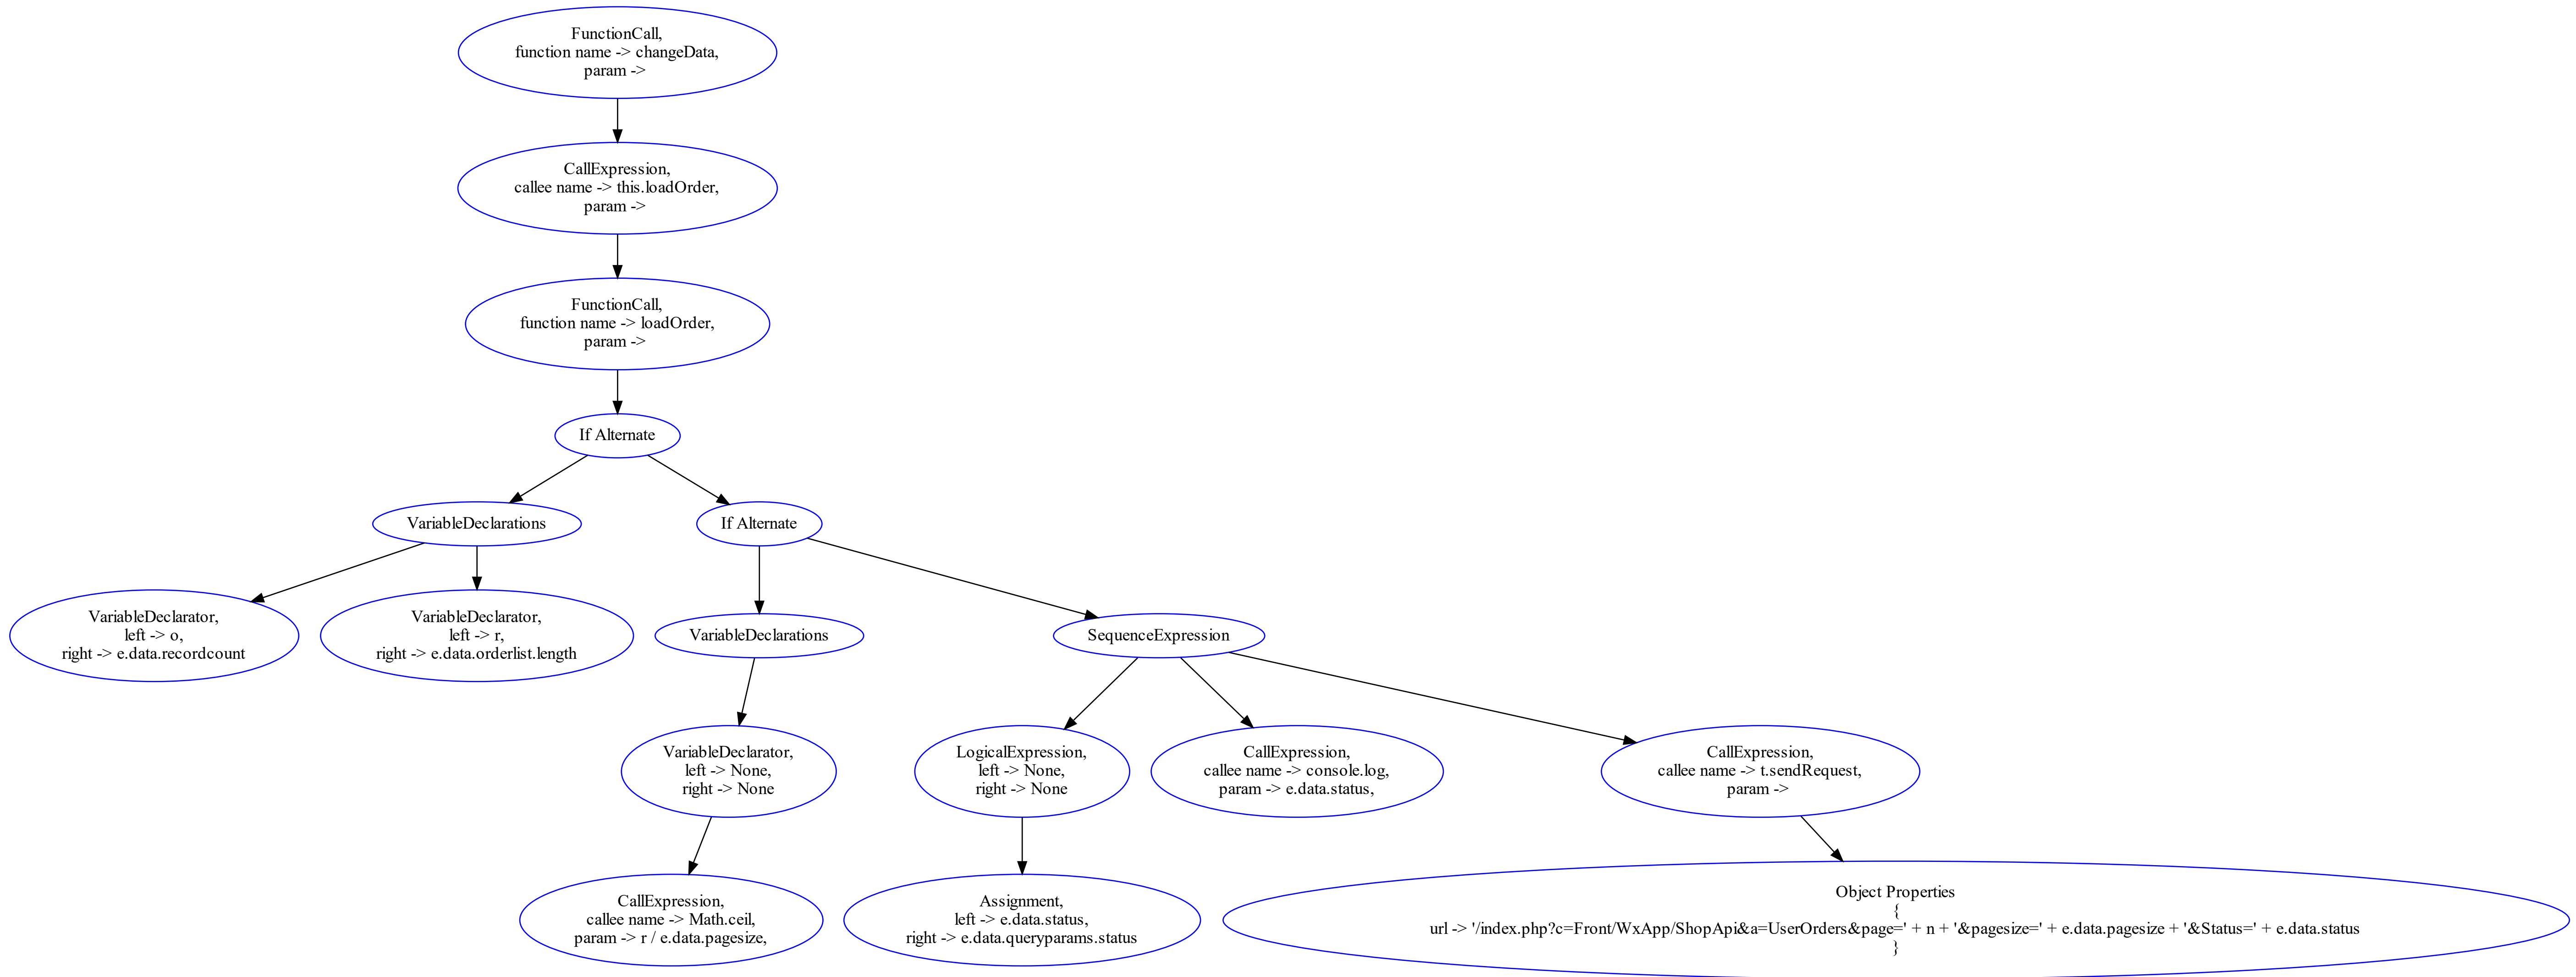 FunctionCall,
function name -> changeData,
param ->
CallExpression,
callee name -> this.loadOrder,
param ->
FunctionCall,
function name -> loadOrder,
param ->
If Alternate
VariableDeclarations
If Alternate
VariableDeclarator,
left -> o,
right -> e.data.recordcount
VariableDeclarator,
left -> r,
right -> e.data.orderlist.length
VariableDeclarations
SequenceExpression
VariableDeclarator,
left -> None,
right -> None
LogicalExpression,
left -> None,
right -> None
CallExpression,
callee name -> console.log,
param -> e.data.status,
CallExpression,
callee name -> t.sendRequest,
param ->
CallExpression,
callee name -> Math.ceil,
param -> r / e.data.pagesize,
Assignment,
left -> e.data.status,
right -> e.data.queryparams.status
Object Properties
{
url -> '/index.php?c=Front/WxApp/ShopApi&a=UserOrders&page=' + n + '&pagesize=' + e.data.pagesize + '&Status=' + e.data.status
}